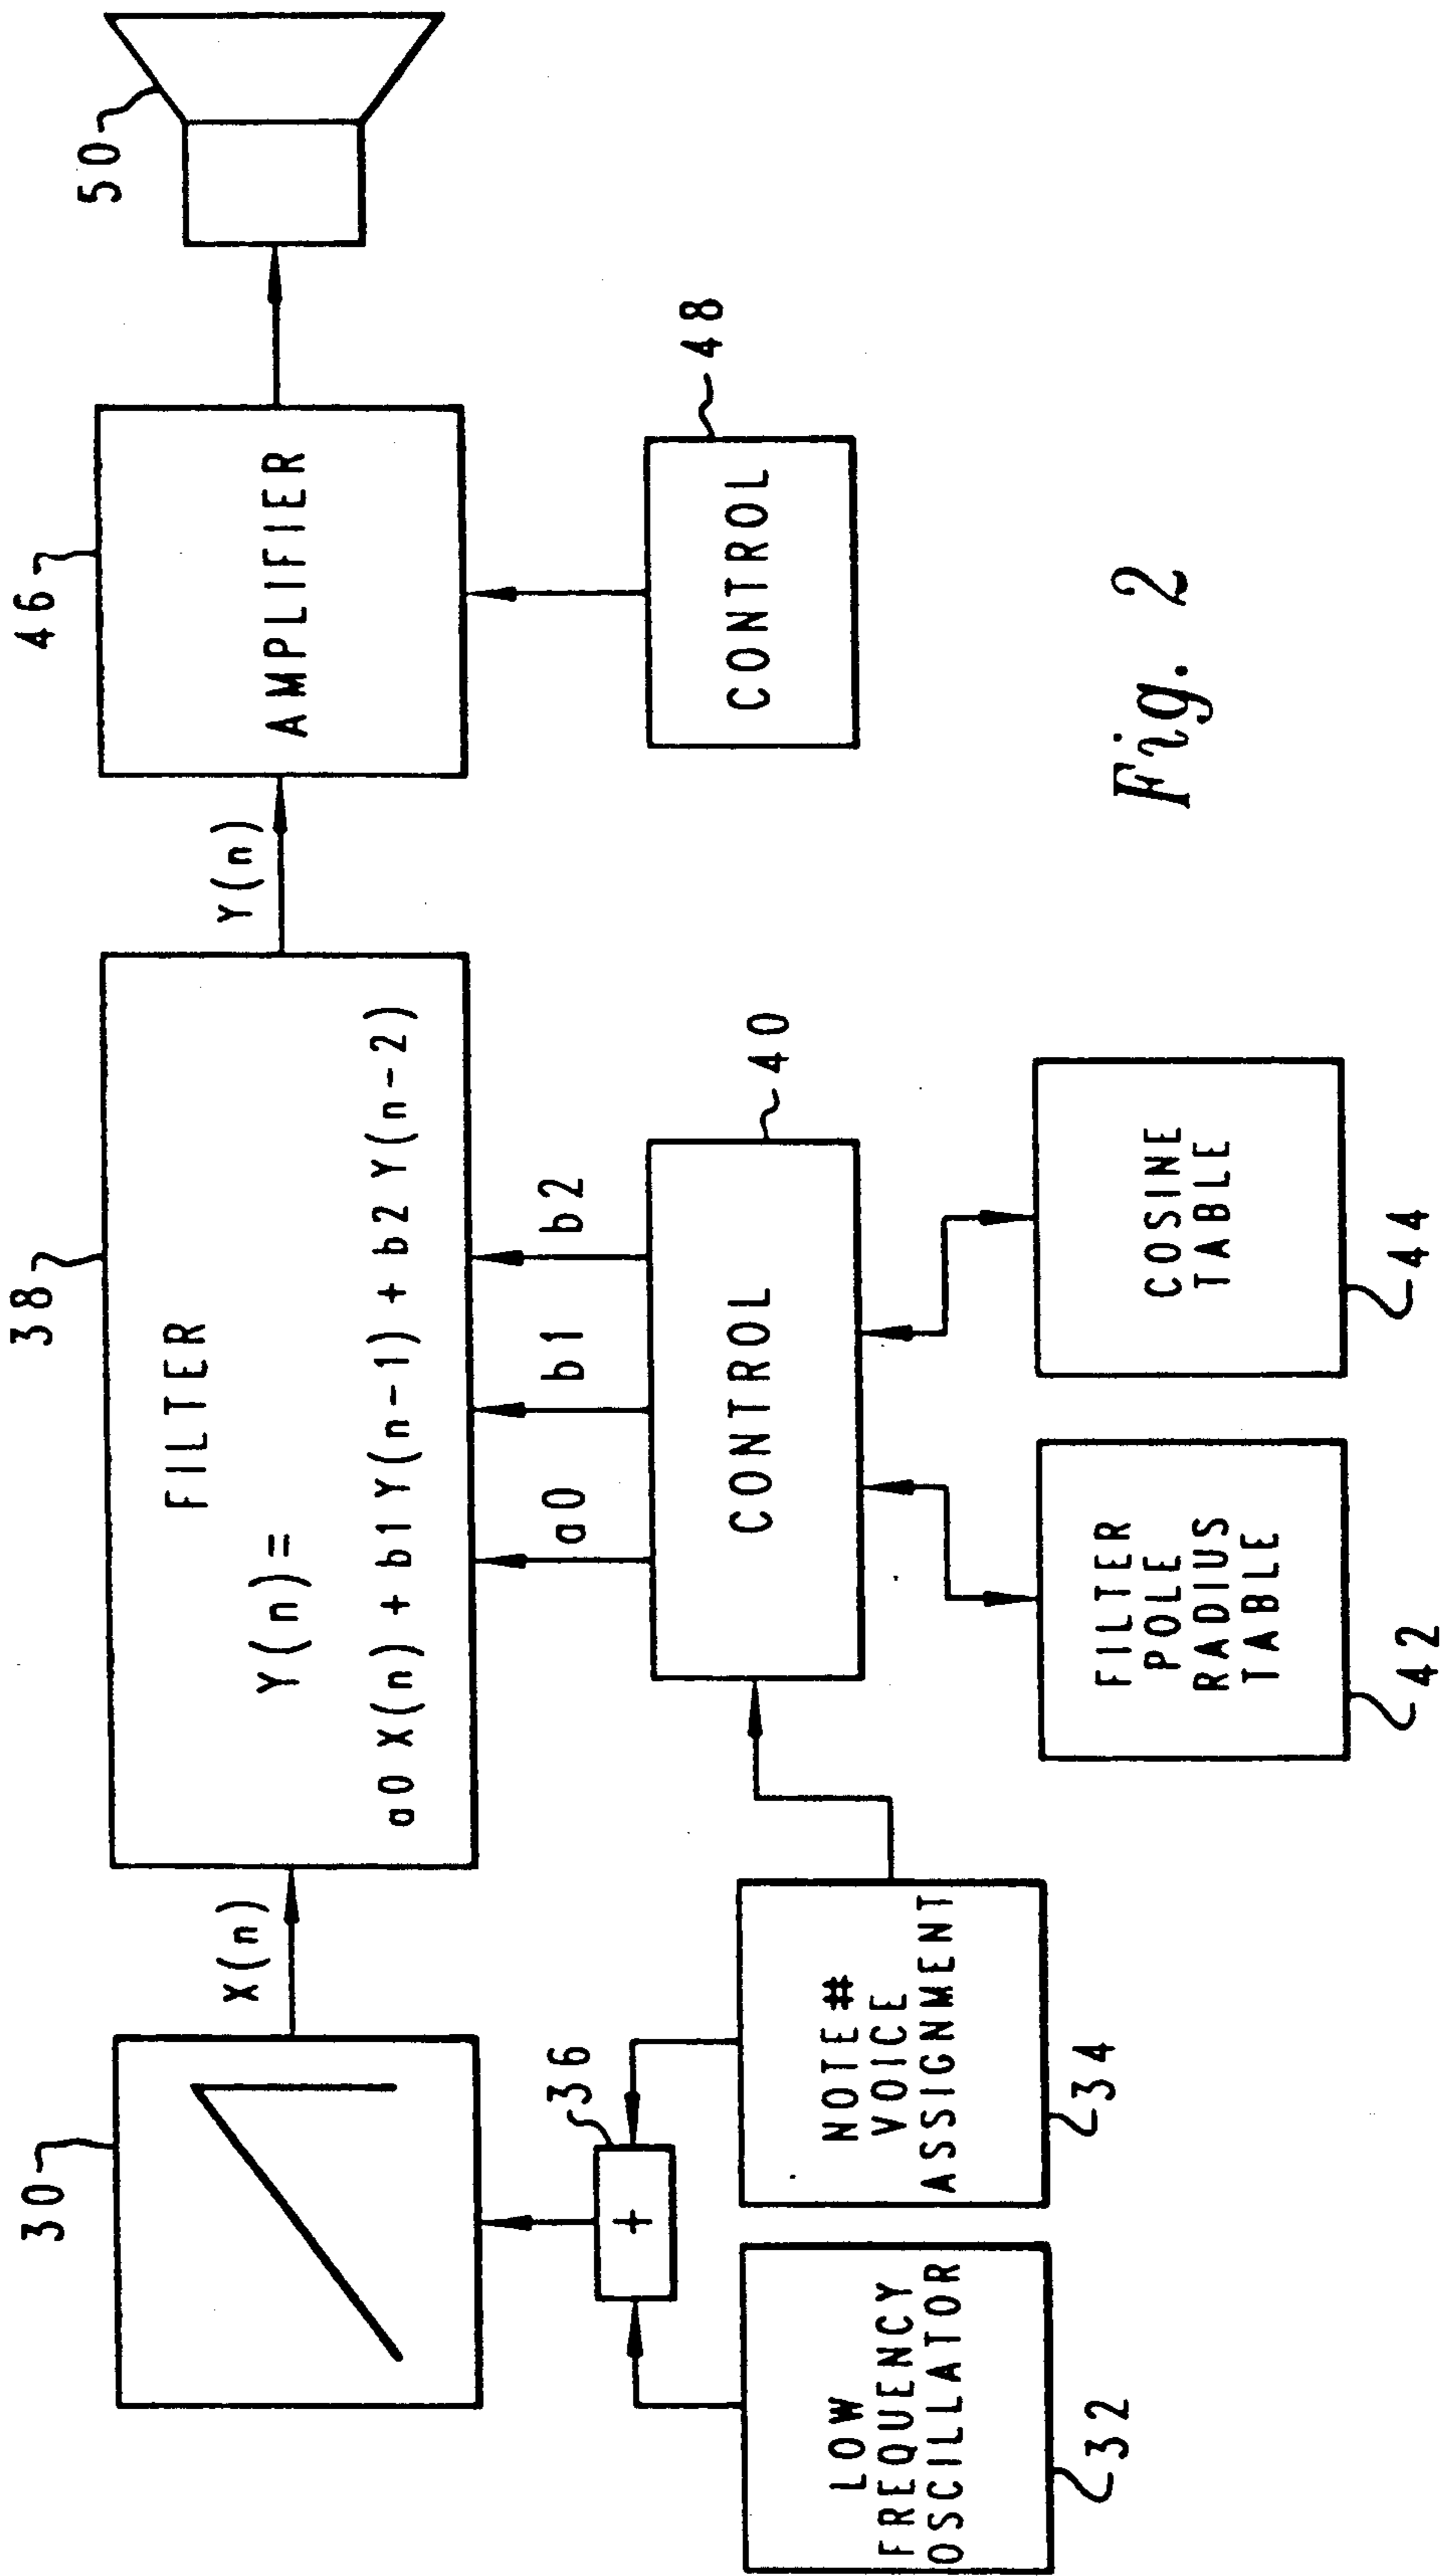 30
X(n)
38
FILTER
Y(n)=
a0 X(n) + b1 Y(n-1) + b2 Y(n-2)
Y(n)
46
AMPLIFIER
50
36
+
a0
b1
b2
CONTROL
40
CONTROL
48
LOW
FREQUENCY
OSCILLATOR
32
NOTE#
VOICE
ASSIGNMENT
34
FILTER
POLE
RADIUS
TABLE
42
COSINE
TABLE
44
Fig. 2